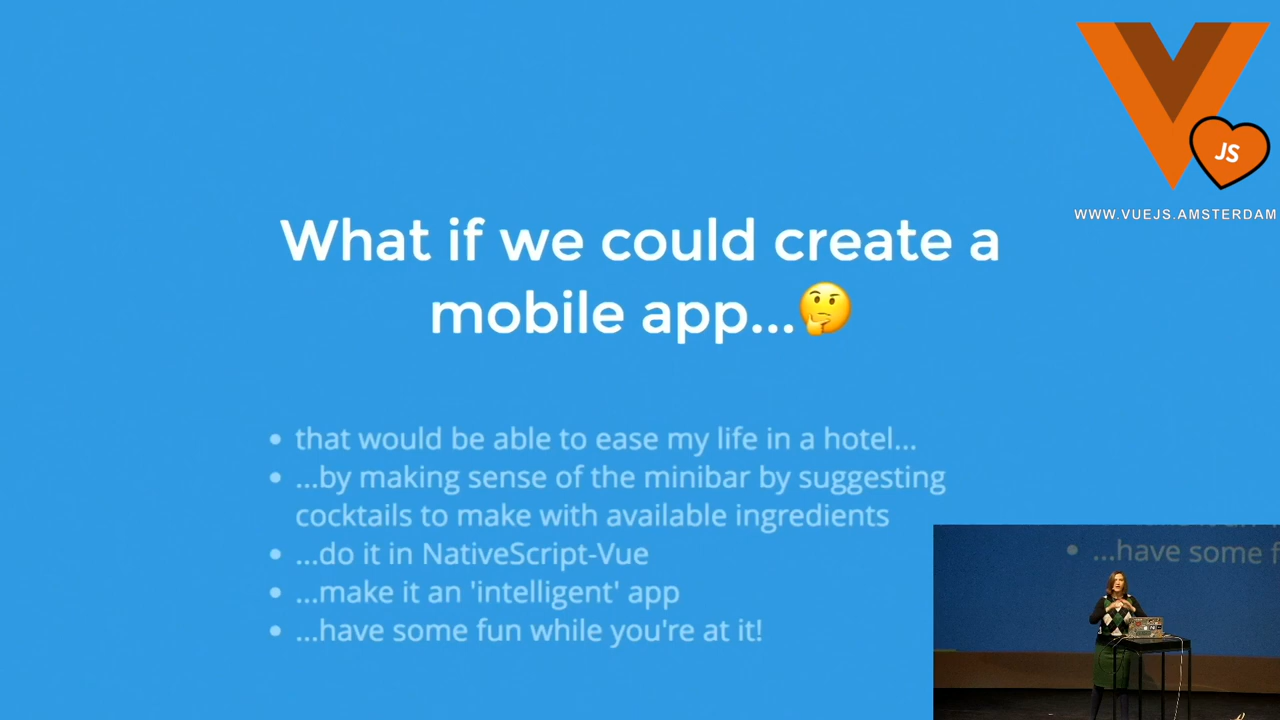 What if we could create a
mobile app...🤔
• that would be able to ease my life in a hotel...
• ...by making sense of the minibar by suggesting
cocktails to make with available ingredients
• ...do it in NativeScript-Vue
• ...make it an 'intelligent' app
• ...have some fun while you're at it!
JS
WWW.VUEJS.AMSTERDAM
• ...have some f